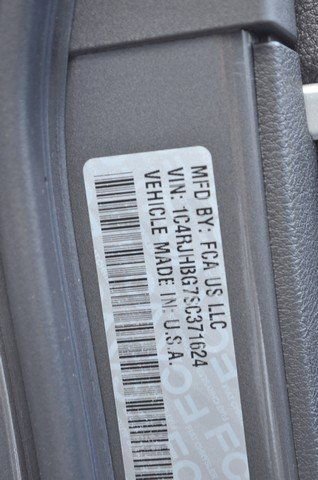 MFD BY: FCA US LLC
VIN: 1C4RJHBG7SC371624
VEHICLE MADE IN U.S.A.